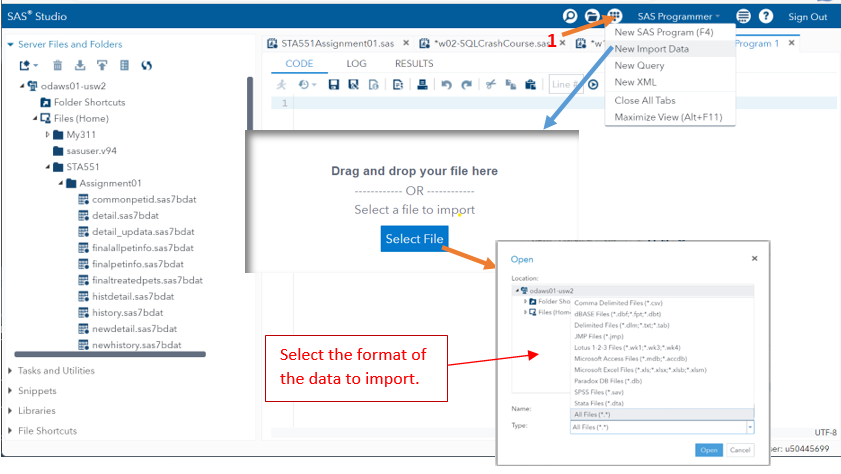 SAS® Studio
SAS Programmer
Sign Out
1
New SAS Program (F4)
New Import Data
New Query
New XML
Close All Tabs
Maximize View (Alt+F11)
Server Files and Folders
odaws01-usw2
Folder Shortcuts
Files (Home)
My311
sasuser.v94
STA551
Assignment01
commonpetid.sas7bdat
detail.sas7bdat
detail_updata.sas7bdat
finalallpetinfo.sas7bdat
finalpetinfo.sas7bdat
finaltreatedpets.sas7bdat
histdetail.sas7bdat
history.sas7bdat
newdetail.sas7bdat
newhistory.sas7bdat
Tasks and Utilities
Snippets
Libraries
File Shortcuts
STA551Assignment01.sas
*w02-SQLCrashCourse.sas
Program 1
CODE
LOG
RESULTS
Line #
1
Drag and drop your file here
------------ OR ------------
Select a file to import
Select File
Select the format of
the data to import.
Open
Location:
odaws01-usw2
Folder Sho
Files (Home
Comma Delimited Files (*.csv)
dBASE Files (*.dbf;*.fpt;*.dbt)
Delimited Files (*.dlm;*.txt;*.tab)
JMP Files (*.jmp)
Lotus 1-2-3 Files (*.wk1;*.wk3;*.wk4)
Microsoft Access Files (*.mdb;*.accdb)
Microsoft Excel Files (*.xls;*.xlsx;*.xlsb;*.xlsm)
Paradox DB Files (*.db)
SPSS Files (*.sav)
Stata Files (*.dta)
All Files (*.*)
Name:
Type:
All Files (*.*)
Open
Cancel
UTF-8
ser: u50445699